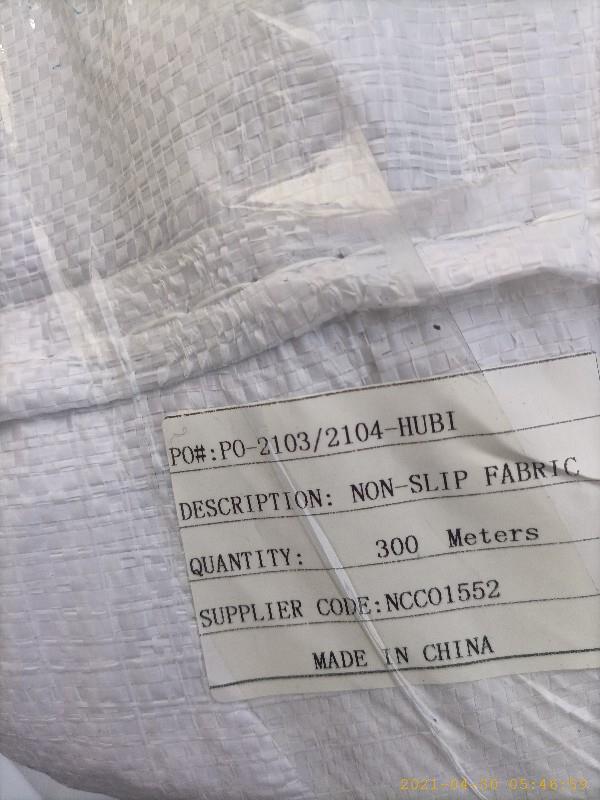 PO#:PO-2103/2104-HUBI
DESCRIPTION: NON-SLIP FABRIC
QUANTITY: 300 Meters
SUPPLIER CODE:NCC01552
MADE IN CHINA
2021-04-30 05:46:59